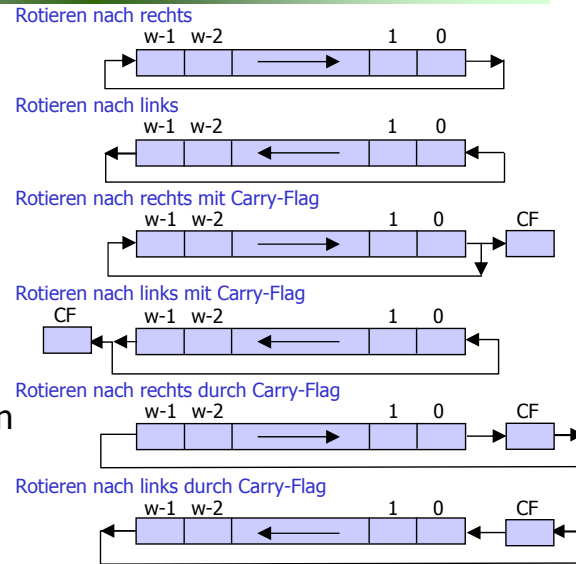 Rotieren nach rechts
w-1 w-2 1 0
Rotieren nach links
w-1 w-2 1 0
Rotieren nach rechts mit Carry-Flag
w-1 w-2 1 0 CF
Rotieren nach links mit Carry-Flag
CF w-1 w-2 1 0
Rotieren nach rechts durch Carry-Flag
n w-1 w-2 1 0 CF
Rotieren nach links durch Carry-Flag
w-1 w-2 1 0 CF